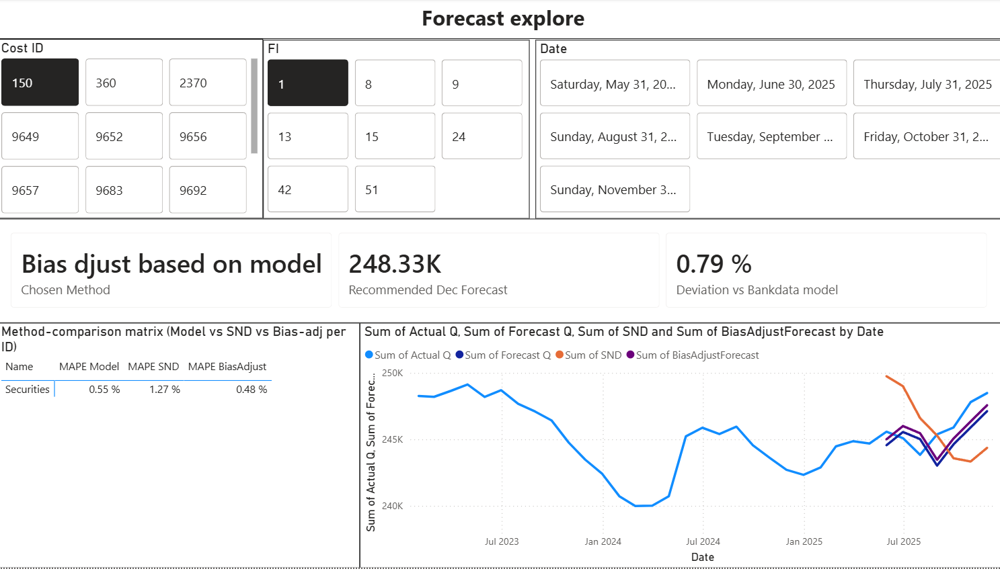 Forecast explore
Cost ID
150
360
2370
9649
9652
9656
9657
9683
9692
FI
1
8
9
13
15
24
42
51
Date
Saturday, May 31, 20...
Monday, June 30, 2025
Thursday, July 31, 2025
Sunday, August 31, 2...
Tuesday, September ...
Friday, October 31, 2...
Sunday, November 3...
Bias djust based on model
Chosen Method
248.33K
Recommended Dec Forecast
0.79 %
Deviation vs Bankdata model
Method-comparison matrix (Model vs SND vs Bias-adj per
ID)
Name MAPE Model MAPE SND MAPE BiasAdjust
Securities 0.55 % 1.27 % 0.48 %
Sum of Actual Q, Sum of Forecast Q, Sum of SND and Sum of BiasAdjustForecast by Date
Sum of Actual Q Sum of Forecast Q Sum of SND Sum of BiasAdjustForecast
Sum of Actual Q, Sum of Forec...
250K
245K
240K
Jul 2023 Jan 2024 Jul 2024 Jan 2025 Jul 2025
Date